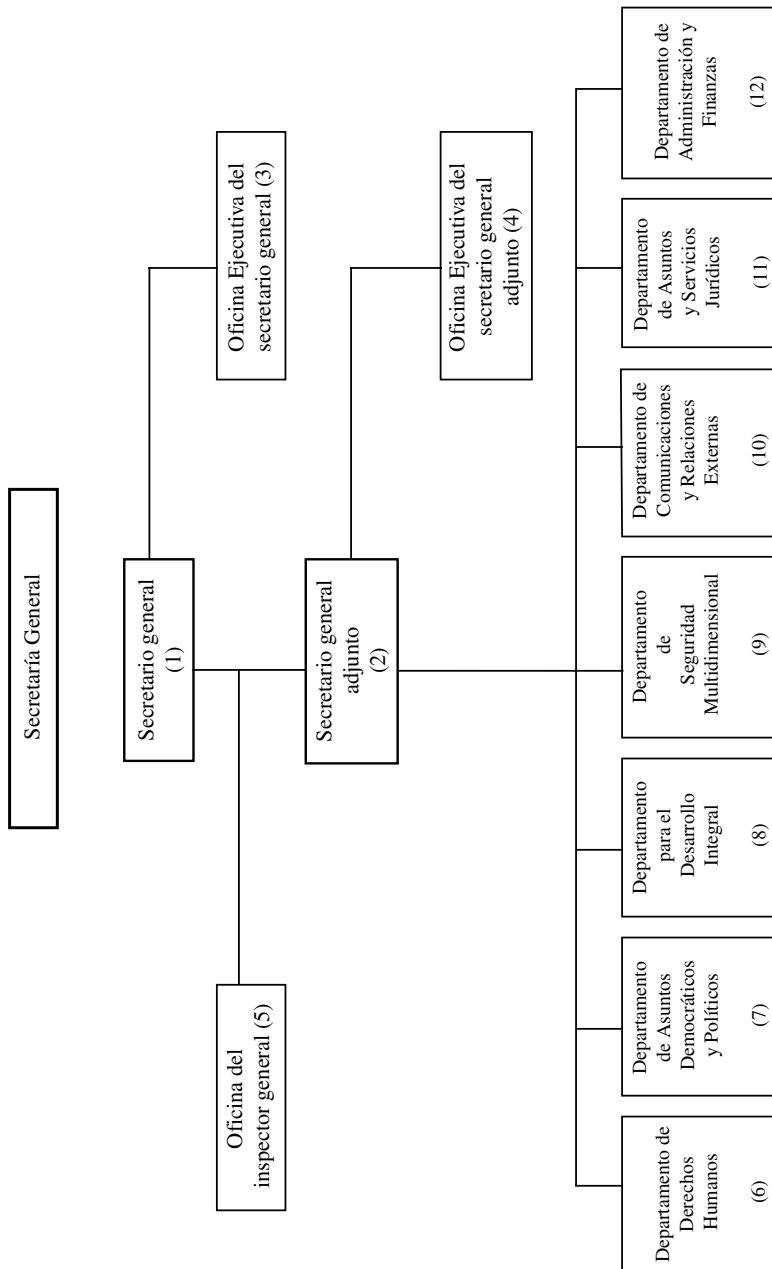 Secretaría General
Secretario general
(1)
Oficina Ejecutiva del
secretario general (3)
Oficina del
inspector general (5)
Secretario general
adjunto
(2)
Oficina Ejecutiva del
secretario general
adjunto (4)
Departamento de
Derechos
Humanos
(6)
Departamento
de Asuntos
Democráticos
y Políticos
(7)
Departamento
para el
Desarrollo
Integral
(8)
Departamento
de
Seguridad
Multidimensional
(9)
Departamento de
Comunicaciones
y Relaciones
Externas
(10)
Departamento
de Asuntos
y Servicios
Jurídicos
(11)
Departamento de
Administración y
Finanzas
(12)